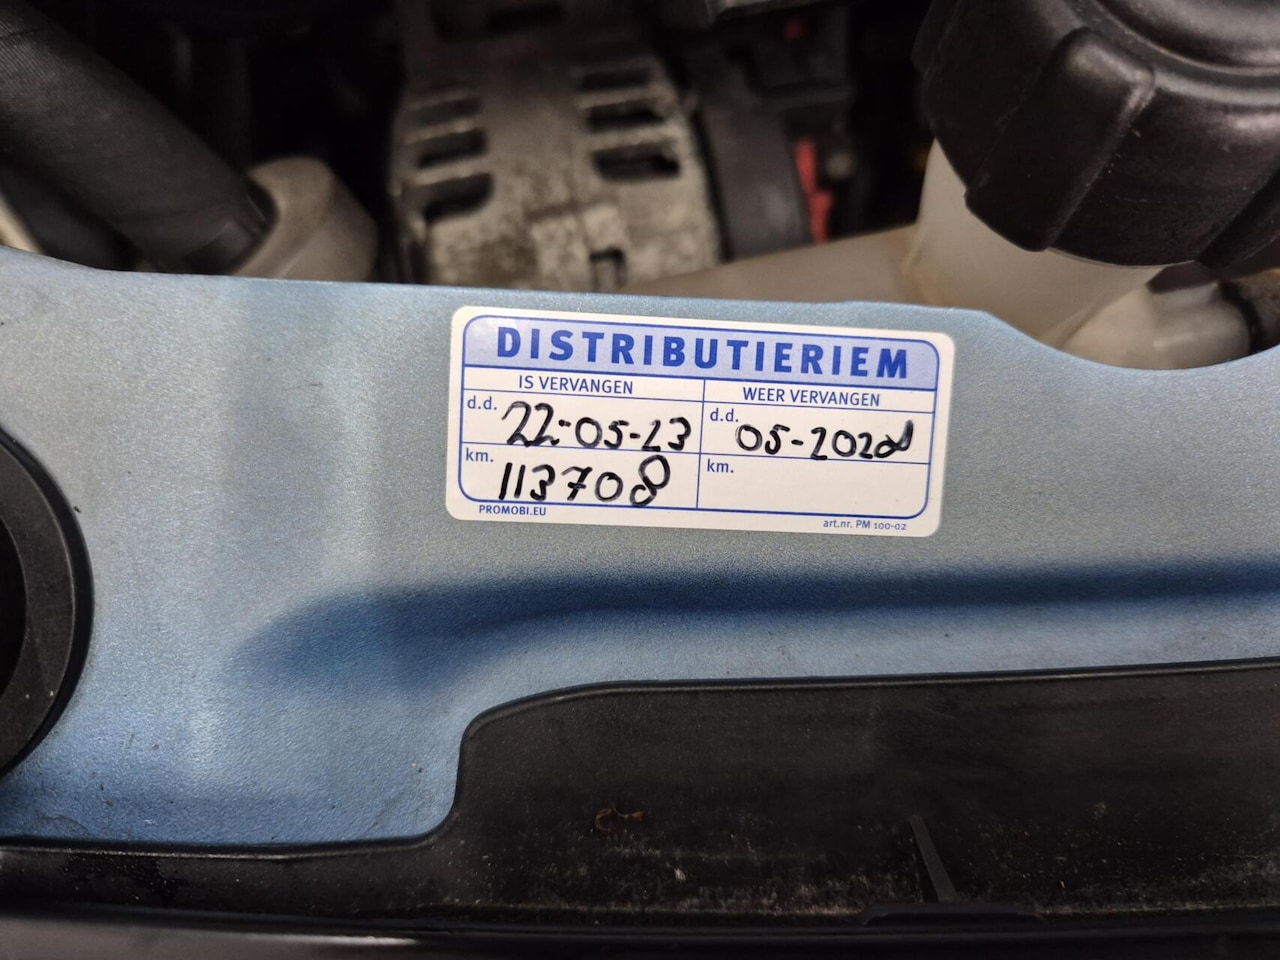 DISTRIBUTIERIEM
IS VERVANGEN
WEER VERVANGEN
d.d. 22-05-23
d.d. 05-2028
km. 113708
km.
PROMOBI.EU
art.nr. PM 100-02